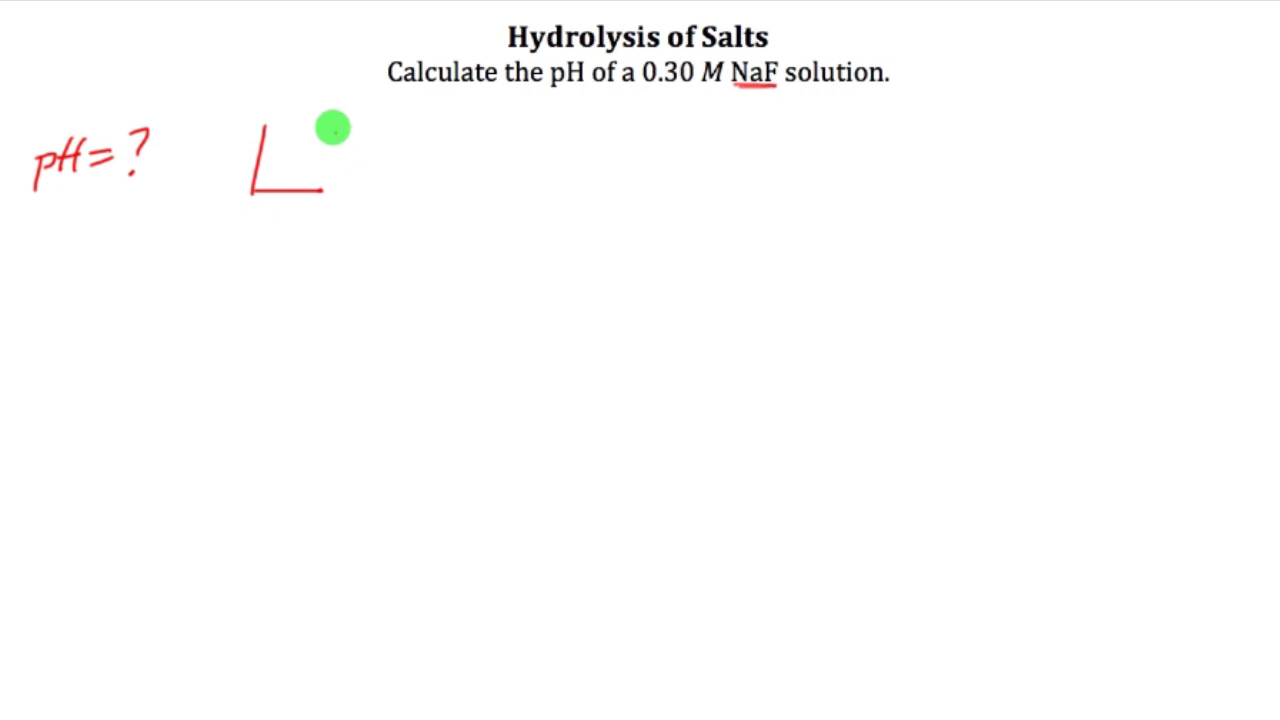 Hydrolysis of Salts
Calculate the pH of a 0.30 M NaF solution.
pH = ?